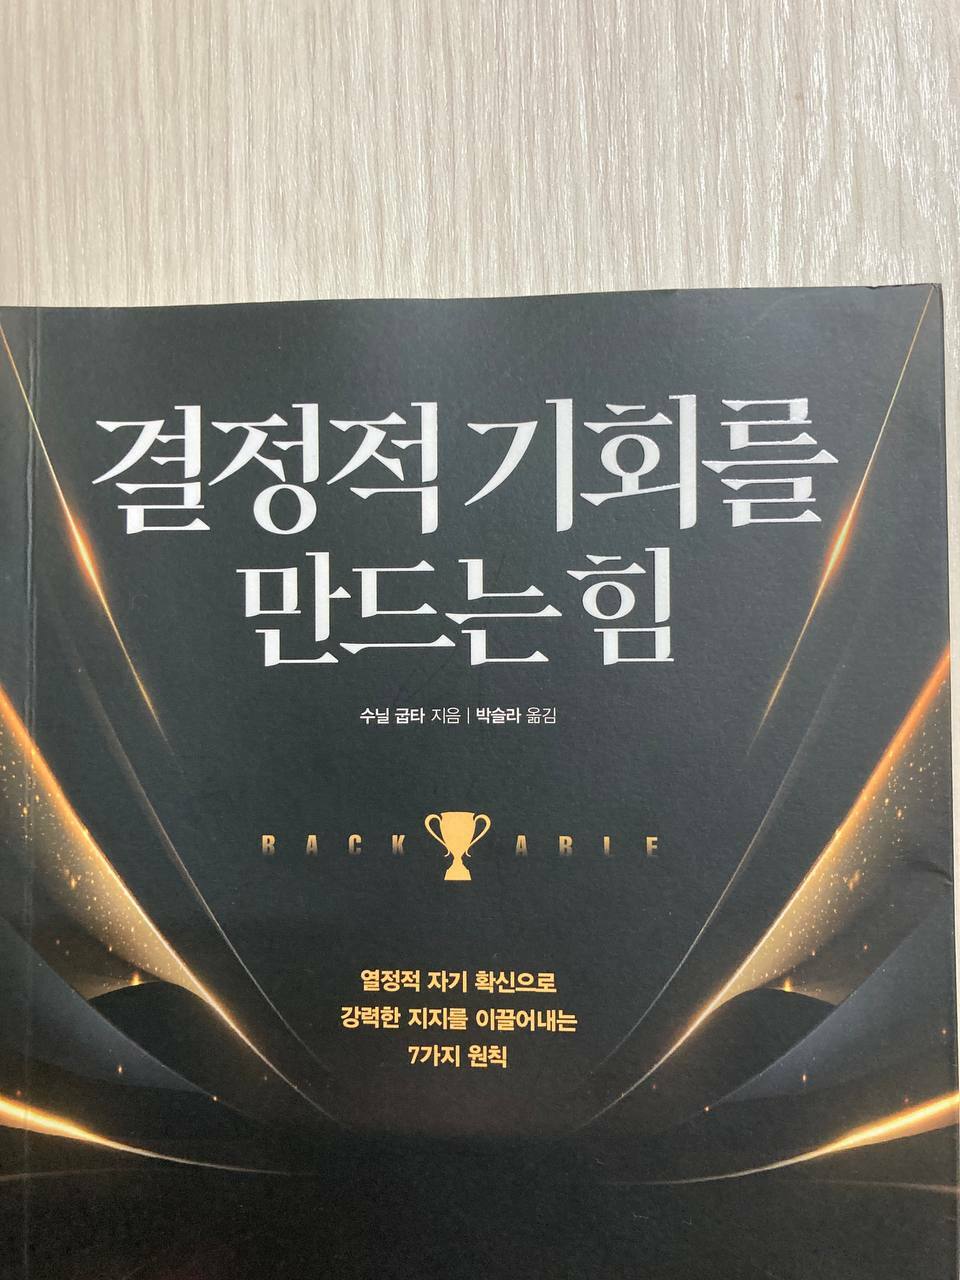 결정적 기회를
만드는 힘
수닐 굽타 지음 | 박슬라 옮김
BACKABLE
열정적 자기 확신으로
강력한 지지를 이끌어내는
7가지 원칙